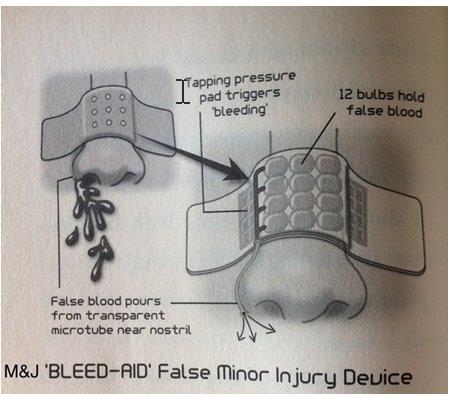 Tapping pressure
pad triggers
'bleeding'
12 bulbs hold
false blood
False blood pours
from transparent
microtube near nostril
M&J 'BLEED-AID' False Minor Injury Device